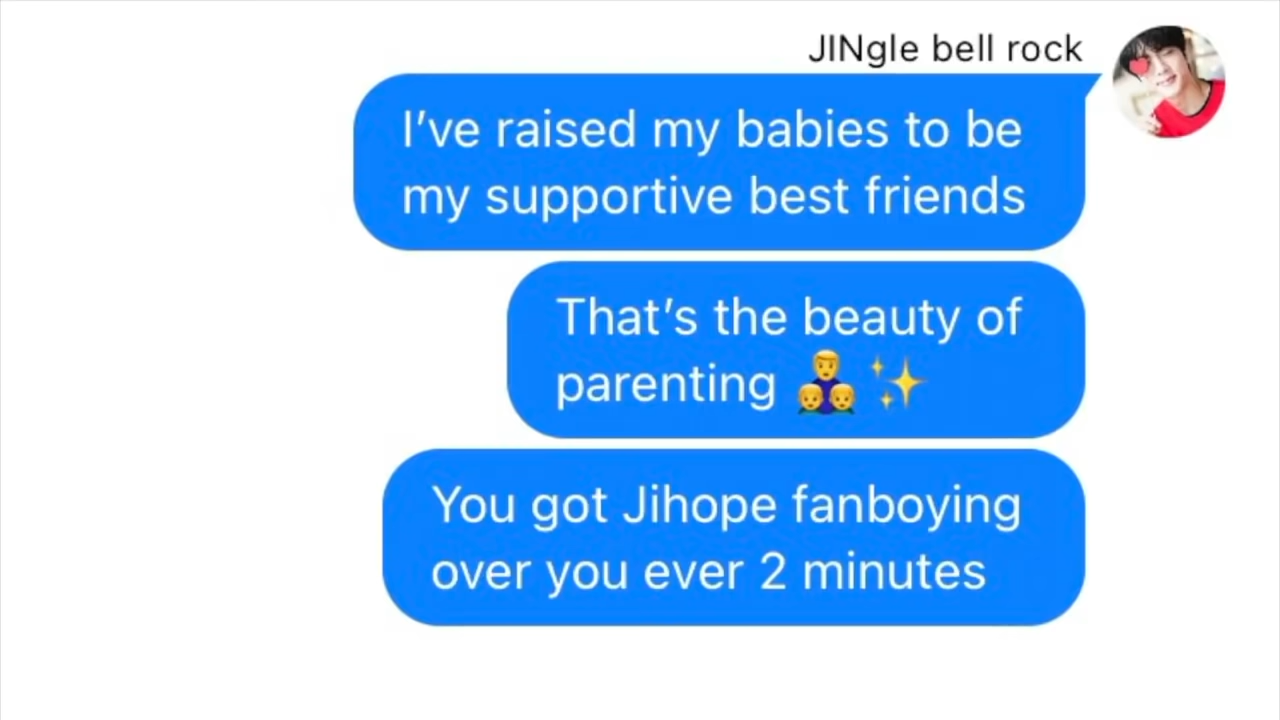 JINgle bell rock
I’ve raised my babies to be
my supportive best friends
That’s the beauty of
parenting 👨‍👦‍👦 ✨
You got Jihope fanboying
over you ever 2 minutes